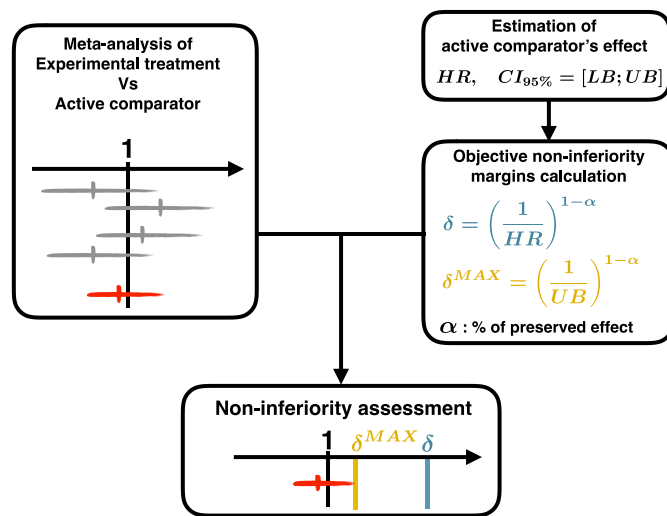 Meta-analysis of
Experimental treatment
Vs
Active comparator
1
Estimation of
active comparator's effect
HR, CI95% = [LB; UB]
Objective non-inferiority
margins calculation
δ = (1/HR)^1−α
δ^MAX = (1/UB)^1−α
α : % of preserved effect
Non-inferiority assessment
1 δ^MAX δ